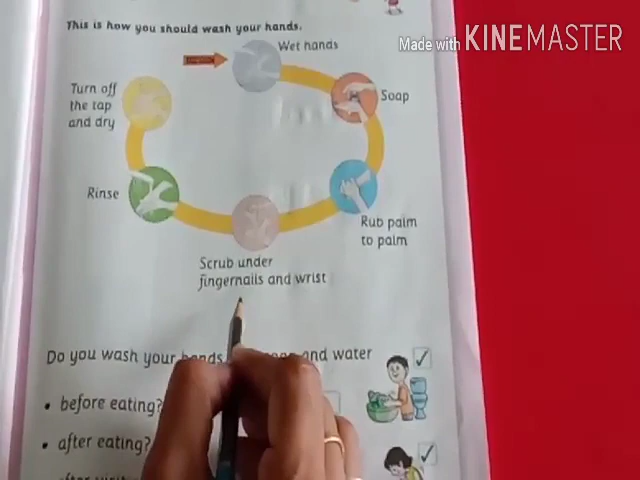 This is how you should wash your hands.
Made with KINEMASTER
Wet hands
Soap
Rub palm
to palm
Scrub under
fingernails and wrist
Rinse
Turn off
the tap
and dry
Do you wash your hands and water
• before eating?
• after eating?